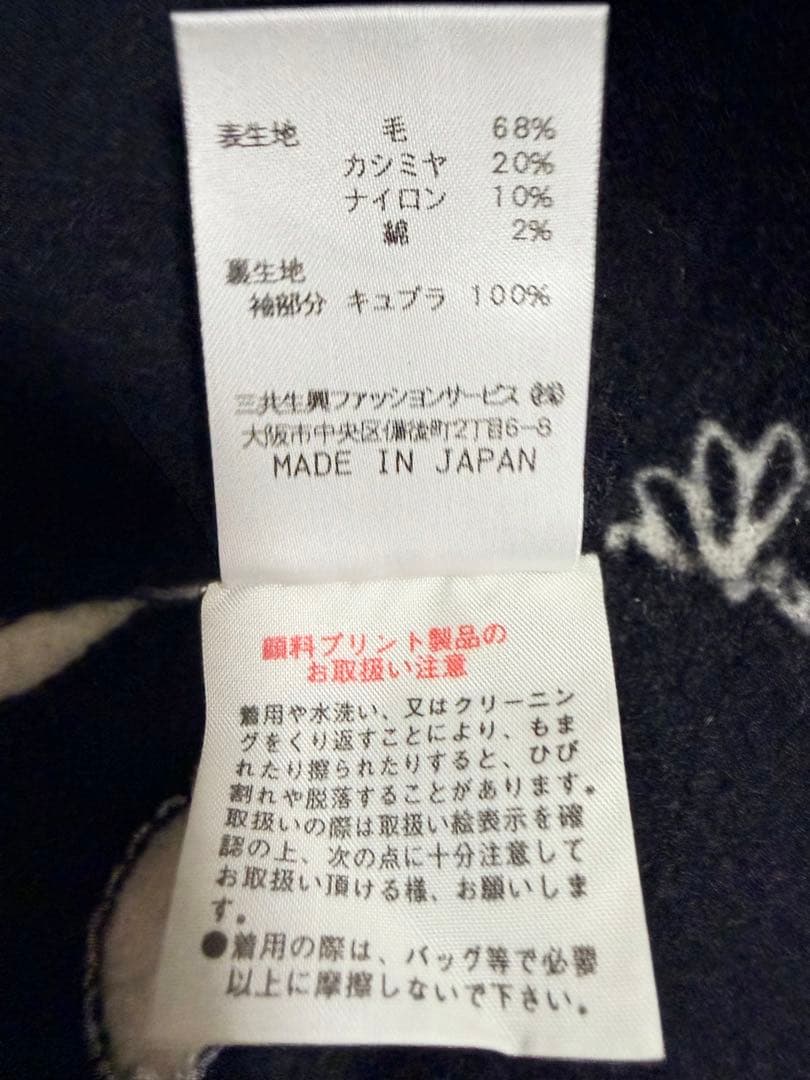 表生地 毛 68%
カシミヤ 20%
ナイロン 10%
綿 2%
裏生地
袖部分 キュプラ 100%
三共生興ファッションサービス ㈱
大阪市中央区備後町2丁目6-8
MADE IN JAPAN
顔料プリント製品の
お取扱い注意
着用や水洗い、又はクリーニン
グをくり返すことにより、もま
れたり擦られたりすると、ひび
割れや脱落することがあります。
取扱いの際は取扱い絵表示を確
認の上、次の点に十分注意して
お取扱い頂ける様、お願いしま
す。
●着用の際は、バッグ等で必要
以上に摩擦しないで下さい。